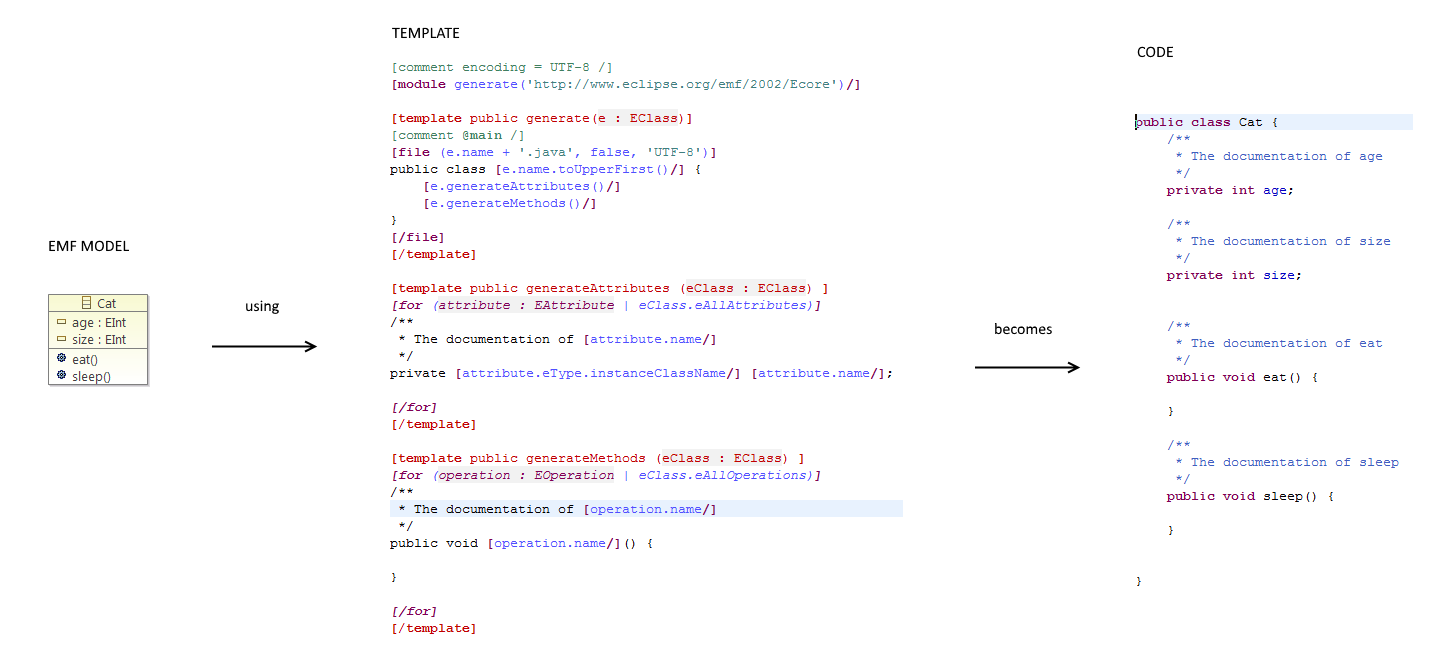 EMF MODEL
Cat
age : EInt
size : EInt
eat()
sleep()
using
TEMPLATE
[comment encoding = UTF-8 /]
[module generate('http://www.eclipse.org/emf/2002/Ecore')/]
[template public generate(e : EClass)]
[comment @main /]
[file (e.name + '.java', false, 'UTF-8')]
public class [e.name.toUpperFirst()/] {
    [e.generateAttributes()/]
    [e.generateMethods()/]
}
[/file]
[/template]
[template public generateAttributes (eClass : EClass) ]
[for (attribute : EAttribute | eClass.eAllAttributes)]
/**
 * The documentation of [attribute.name/]
 */
private [attribute.eType.instanceClassName/] [attribute.name/];
[/for]
[/template]
[template public generateMethods (eClass : EClass) ]
[for (operation : EOperation | eClass.eAllOperations)]
/**
 * The documentation of [operation.name/]
 */
public void [operation.name/]() {
}
[/for]
[/template]
becomes
CODE
public class Cat {
    /**
     * The documentation of age
     */
    private int age;
    /**
     * The documentation of size
     */
    private int size;
    /**
     * The documentation of eat
     */
    public void eat() {
    }
    /**
     * The documentation of sleep
     */
    public void sleep() {
    }
}